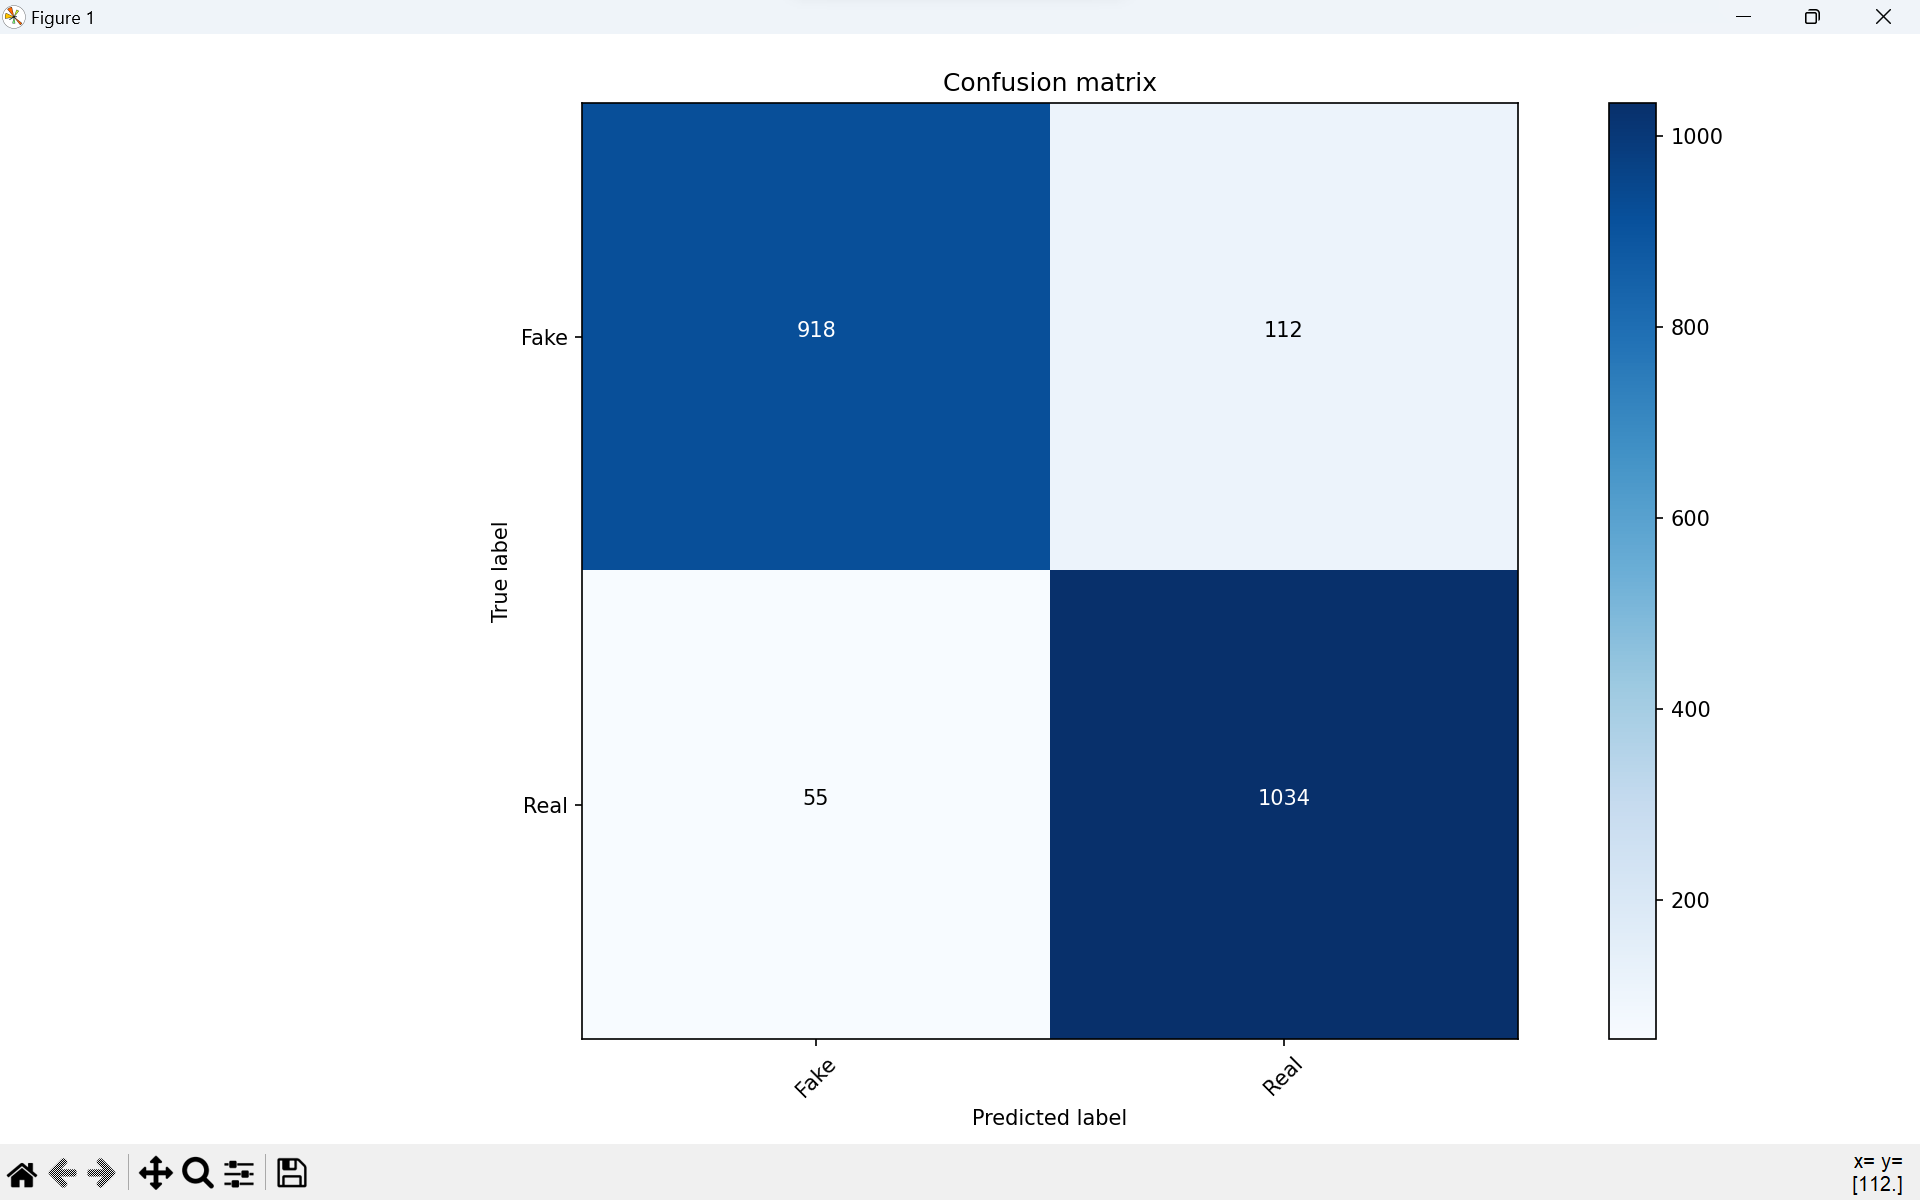 Figure 1
Confusion matrix
1000
800
600
400
200
918
112
Fake
True label
55
1034
Real
Fake
Real
Predicted label
x= y=
[112.]